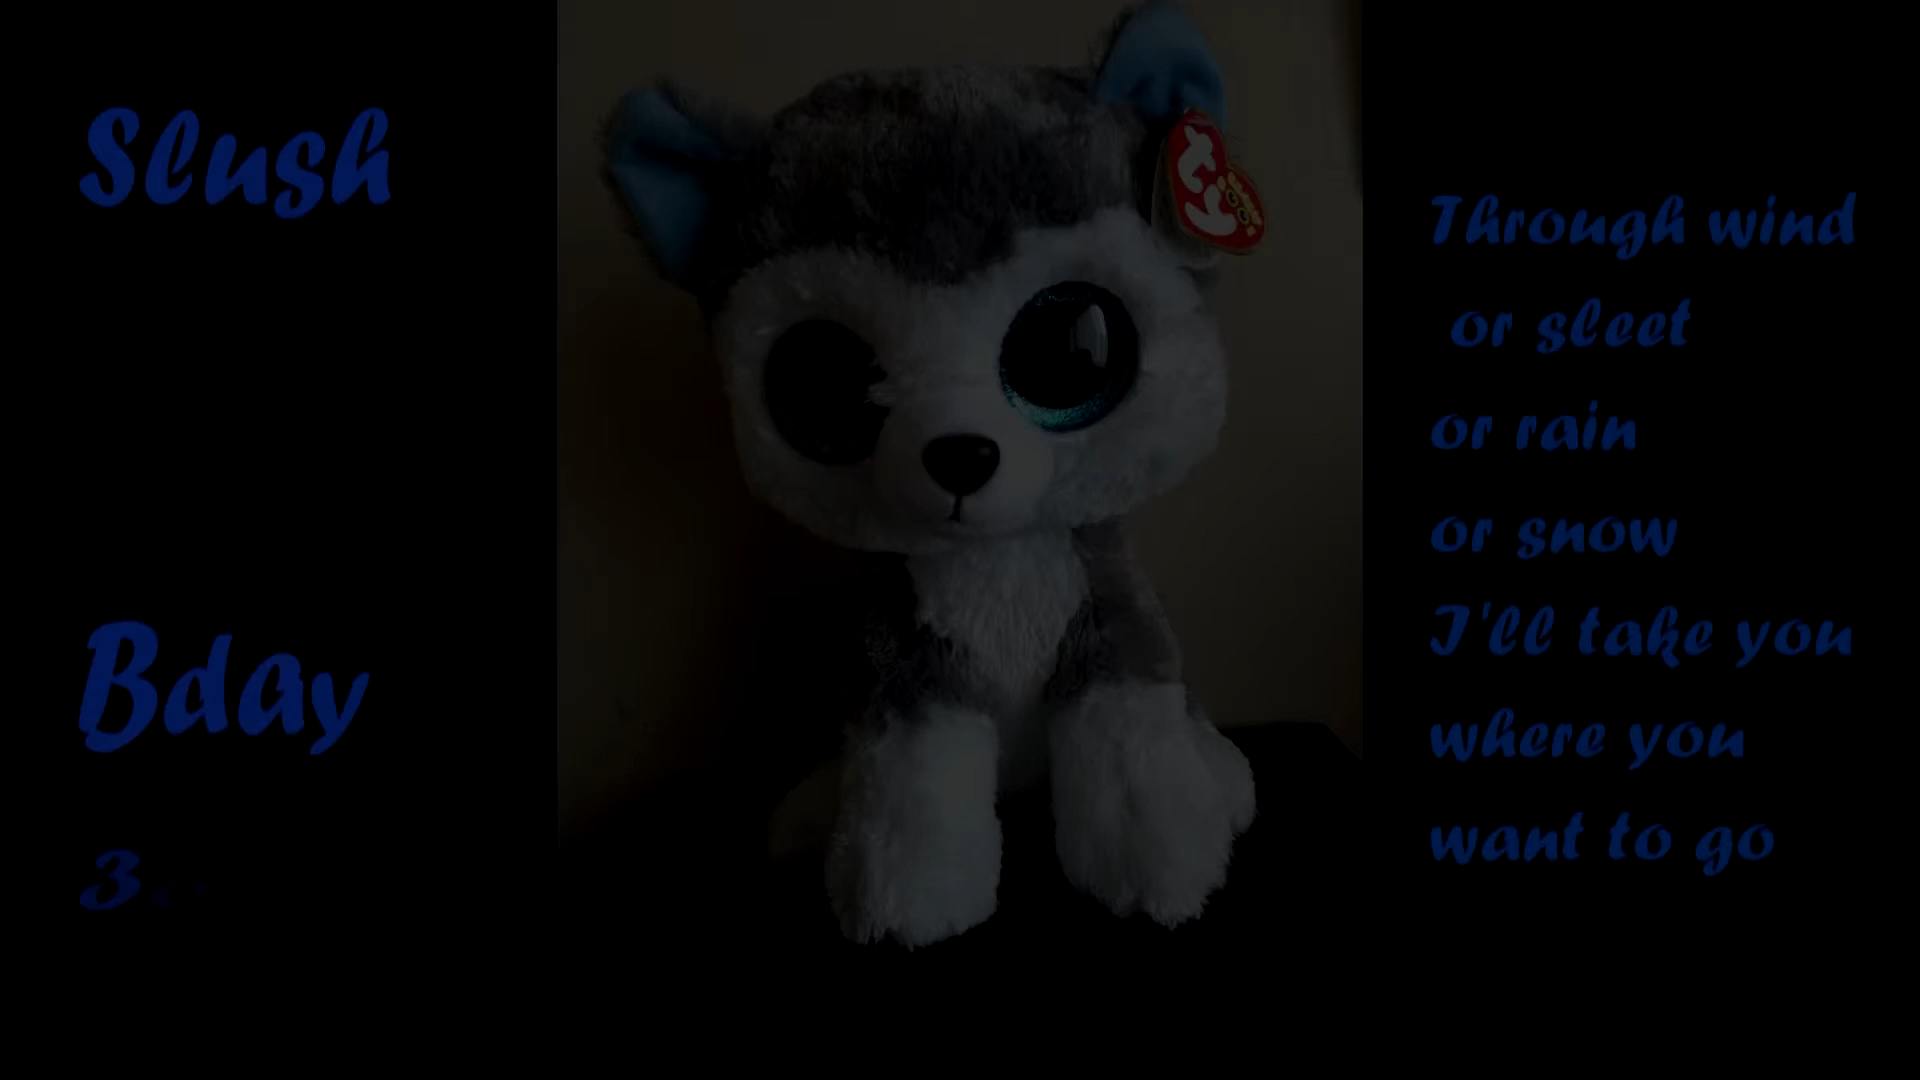 Slush
Bday
3..
Through wind
or sleet
or rain
or snow
I'll take you
where you
want to go
ty